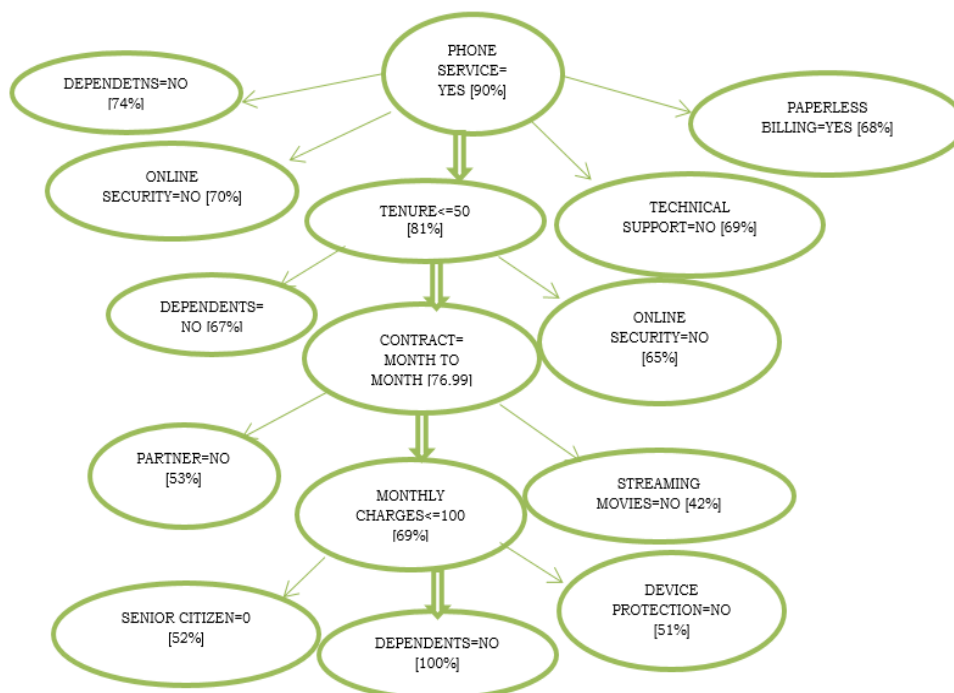 PHONE
SERVICE=
YES [90%]
DEPENDETNS=NO
[74%]
PAPERLESS
BILLING=YES [68%]
ONLINE
SECURITY=NO [70%]
TENURE<=50
[81%]
TECHNICAL
SUPPORT=NO [69%]
DEPENDENTS=
NO [67%]
CONTRACT=
MONTH TO
MONTH [76.99]
ONLINE
SECURITY=NO
[65%]
PARTNER=NO
[53%]
MONTHLY
CHARGES<=100
[69%]
STREAMING
MOVIES=NO [42%]
SENIOR CITIZEN=0
[52%]
DEPENDENTS=NO
[100%]
DEVICE
PROTECTION=NO
[51%]